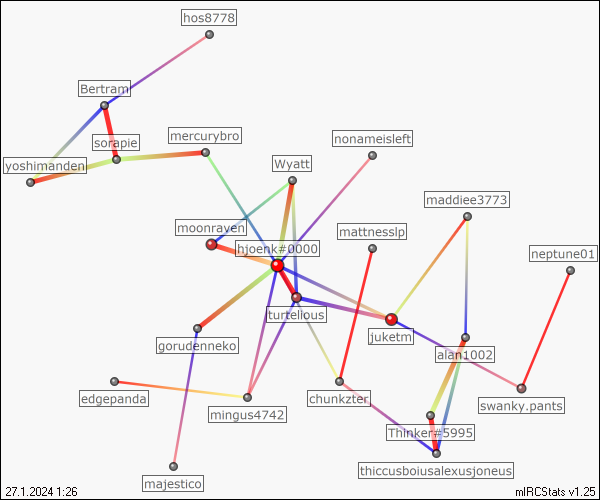 hos8778
Bertram
sorapie
mercurybro
nonameisleft
yoshimanden
Wyatt
maddiee3773
moonraven
mattnesslp
hjoenk#0000
neptune01
turtelious
juketm
gorudenneko
alan1002
edgepanda
chunkzter
swanky.pants
mingus4742
Thinker#5995
thiccusboiusalexusjoneus
majestico
27.1.2024 1:26
mIRCStats v1.25